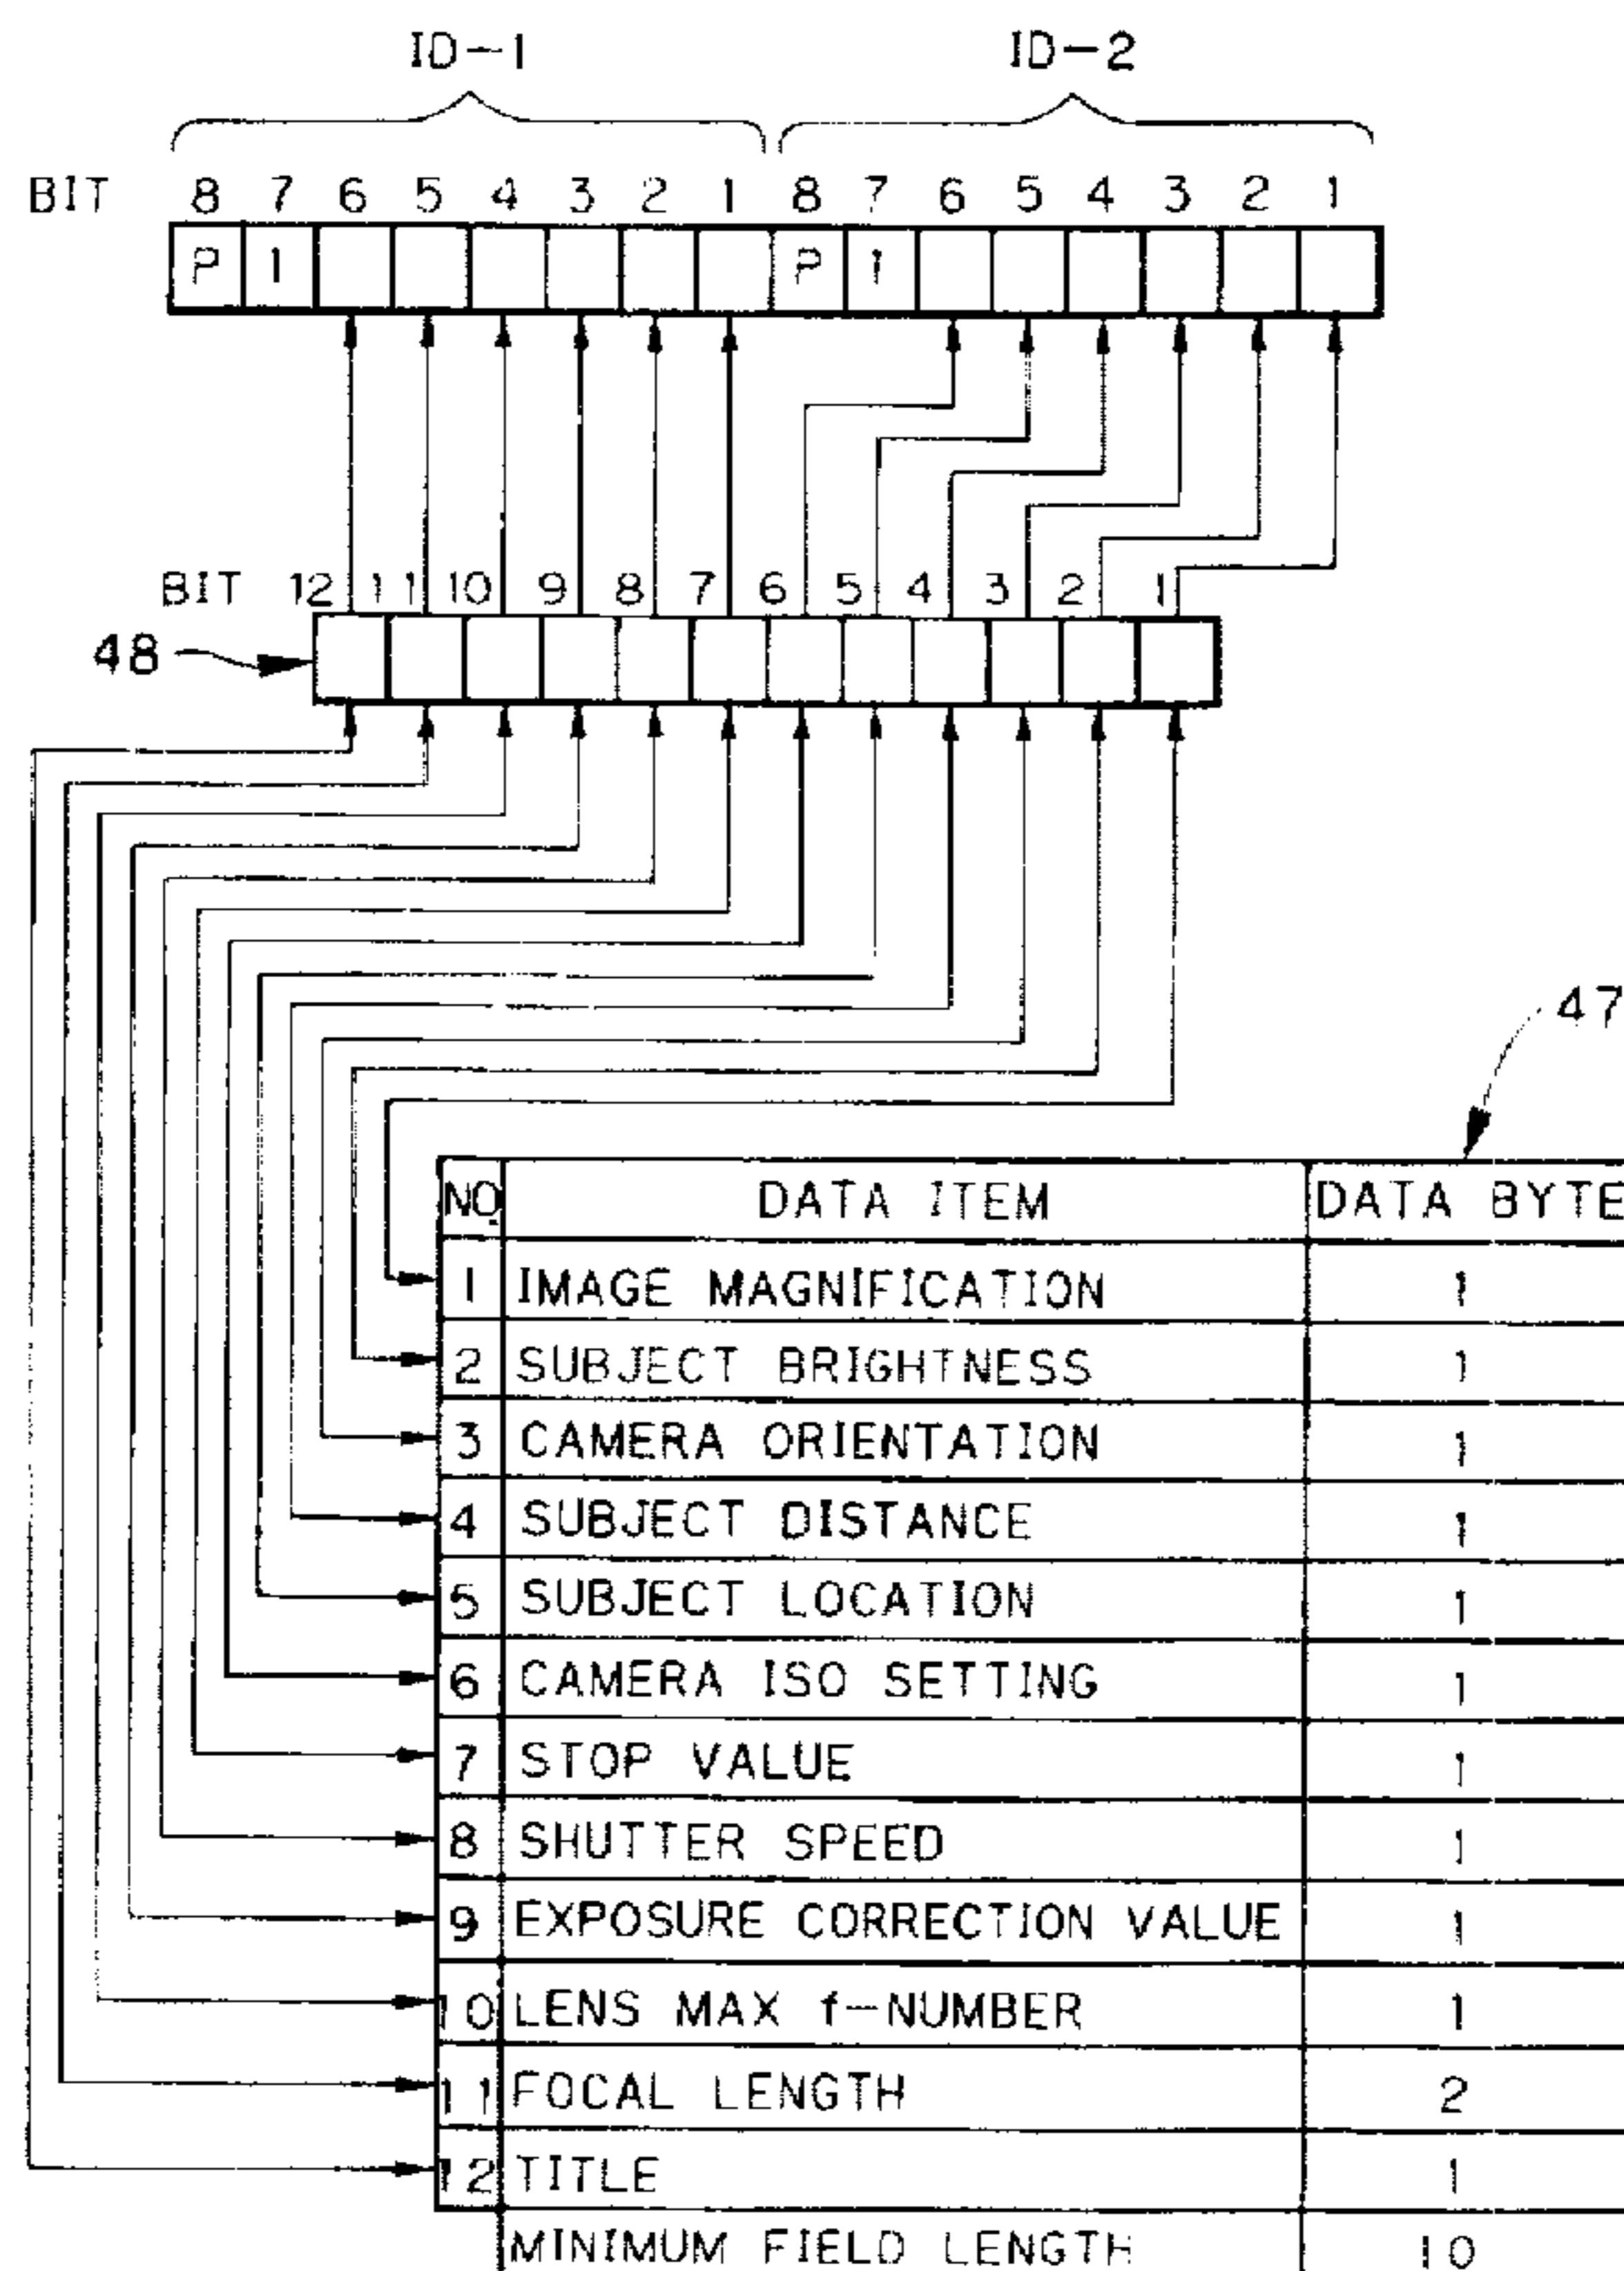 ID-1 ID-2
BIT 8 7 6 5 4 3 2 1 8 7 6 5 4 3 2 1
P 1 P 1
BIT 12 11 10 9 8 7 6 5 4 3 2 1
48
47
NO. DATA ITEM DATA BYTE
1 IMAGE MAGNIFICATION 1
2 SUBJECT BRIGHTNESS 1
3 CAMERA ORIENTATION 1
4 SUBJECT DISTANCE 1
5 SUBJECT LOCATION 1
6 CAMERA ISO SETTING 1
7 STOP VALUE 1
8 SHUTTER SPEED 1
9 EXPOSURE CORRECTION VALUE 1
10 LENS MAX f-NUMBER 1
11 FOCAL LENGTH 2
12 TITLE 1
MINIMUM FIELD LENGTH 10